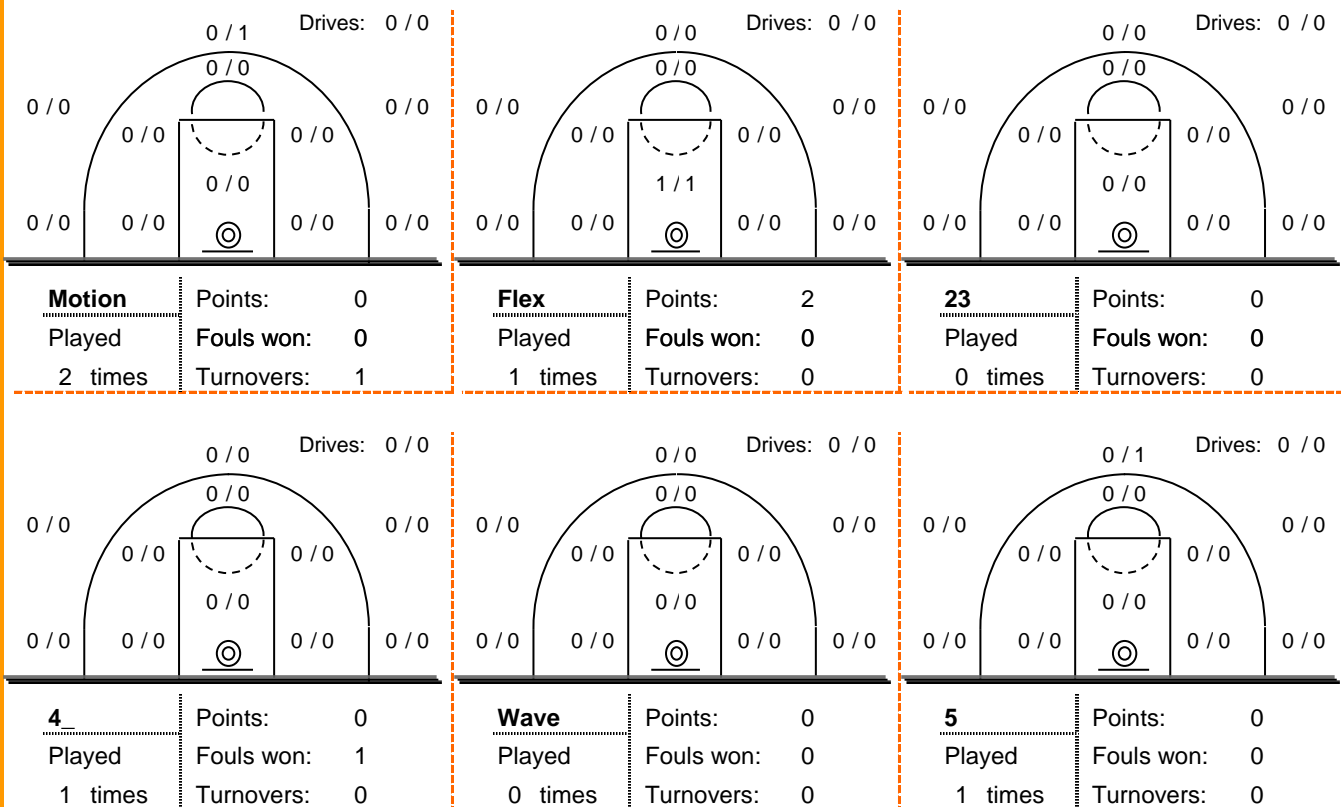 0 / 1 Drives: 0 / 0
0 / 0
0 / 0 0 / 0
0 / 0 0 / 0
0 / 0
0 / 0 0 / 0 0 / 0 0 / 0
Motion Points: 0
Played Fouls won: 0
2 times Turnovers: 1
0 / 0 Drives: 0 / 0
0 / 0
0 / 0 0 / 0
0 / 0 0 / 0
1 / 1
0 / 0 0 / 0 0 / 0 0 / 0
Flex Points: 2
Played Fouls won: 0
1 times Turnovers: 0
0 / 0 Drives: 0 / 0
0 / 0
0 / 0 0 / 0
0 / 0 0 / 0
0 / 0
0 / 0 0 / 0 0 / 0 0 / 0
23 Points: 0
Played Fouls won: 0
0 times Turnovers: 0
0 / 0 Drives: 0 / 0
0 / 0
0 / 0 0 / 0
0 / 0 0 / 0
0 / 0
0 / 0 0 / 0 0 / 0 0 / 0
4_ Points: 0
Played Fouls won: 1
1 times Turnovers: 0
0 / 0 Drives: 0 / 0
0 / 0
0 / 0 0 / 0
0 / 0 0 / 0
0 / 0
0 / 0 0 / 0 0 / 0 0 / 0
Wave Points: 0
Played Fouls won: 0
0 times Turnovers: 0
0 / 1 Drives: 0 / 0
0 / 0
0 / 0 0 / 0
0 / 0 0 / 0
0 / 0
0 / 0 0 / 0 0 / 0 0 / 0
5 Points: 0
Played Fouls won: 0
1 times Turnovers: 0